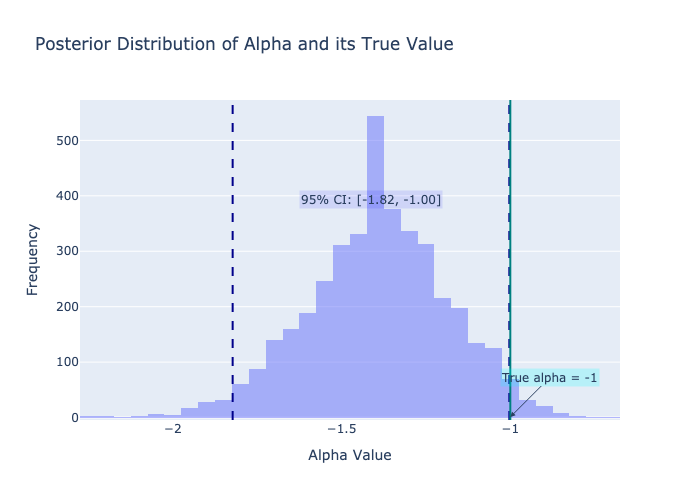 Posterior Distribution of Alpha and its True Value
500
400
300
200
100
0
Frequency
95% CI: [-1.82, -1.00]
True alpha = -1
−2
−1.5
−1
Alpha Value